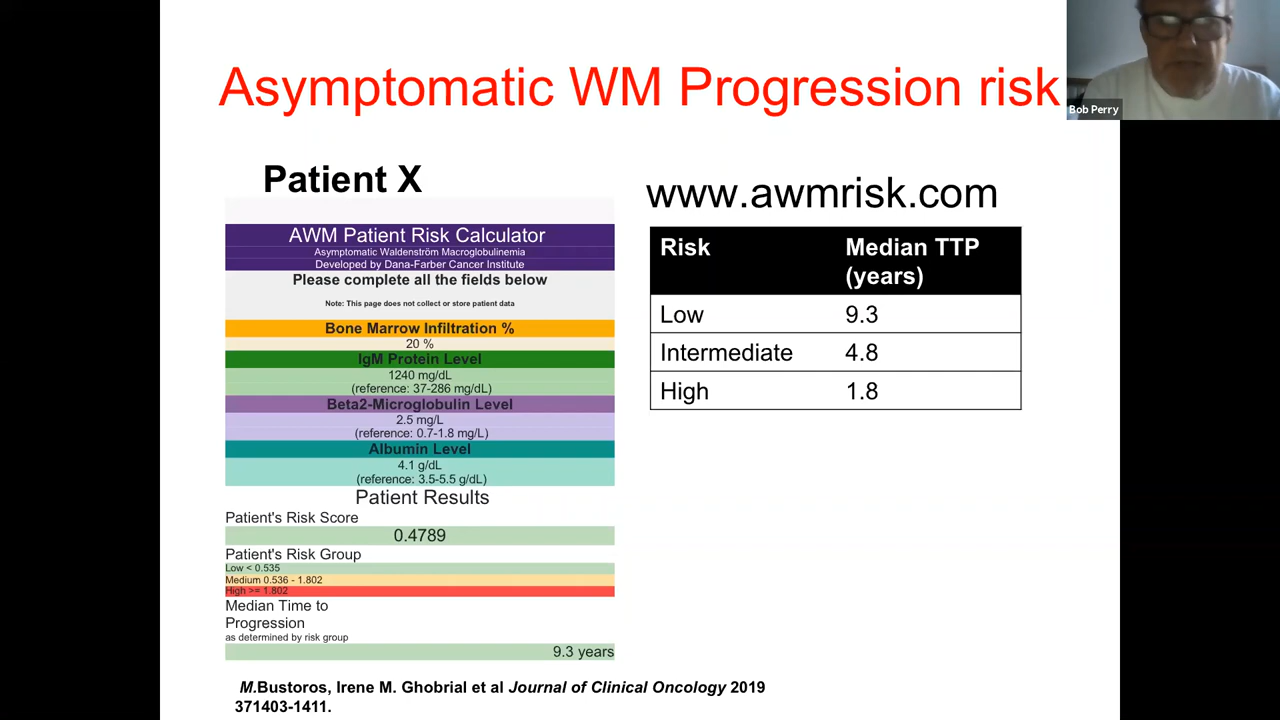 Asymptomatic WM Progression risk
Bob Perry
Patient X
AWM Patient Risk Calculator
Asymptomatic Waldenström Macroglobulinemia
Developed by Dana-Farber Cancer Institute
Please complete all the fields below
Note: This page does not collect or store patient data
Bone Marrow Infiltration %
20 %
IgM Protein Level
1240 mg/dL
(reference: 37-286 mg/dL)
Beta2-Microglobulin Level
2.5 mg/L
(reference: 0.7-1.8 mg/L)
Albumin Level
4.1 g/dL
(reference: 3.5-5.5 g/dL)
Patient Results
Patient's Risk Score
0.4789
Patient's Risk Group
Low < 0.535
Medium 0.536 - 1.802
High >= 1.802
Median Time to
Progression
as determined by risk group
9.3 years
www.awmrisk.com
Risk Median TTP
(years)
Low 9.3
Intermediate 4.8
High 1.8
M.Bustoros, Irene M. Ghobrial et al Journal of Clinical Oncology 2019
371403-1411.